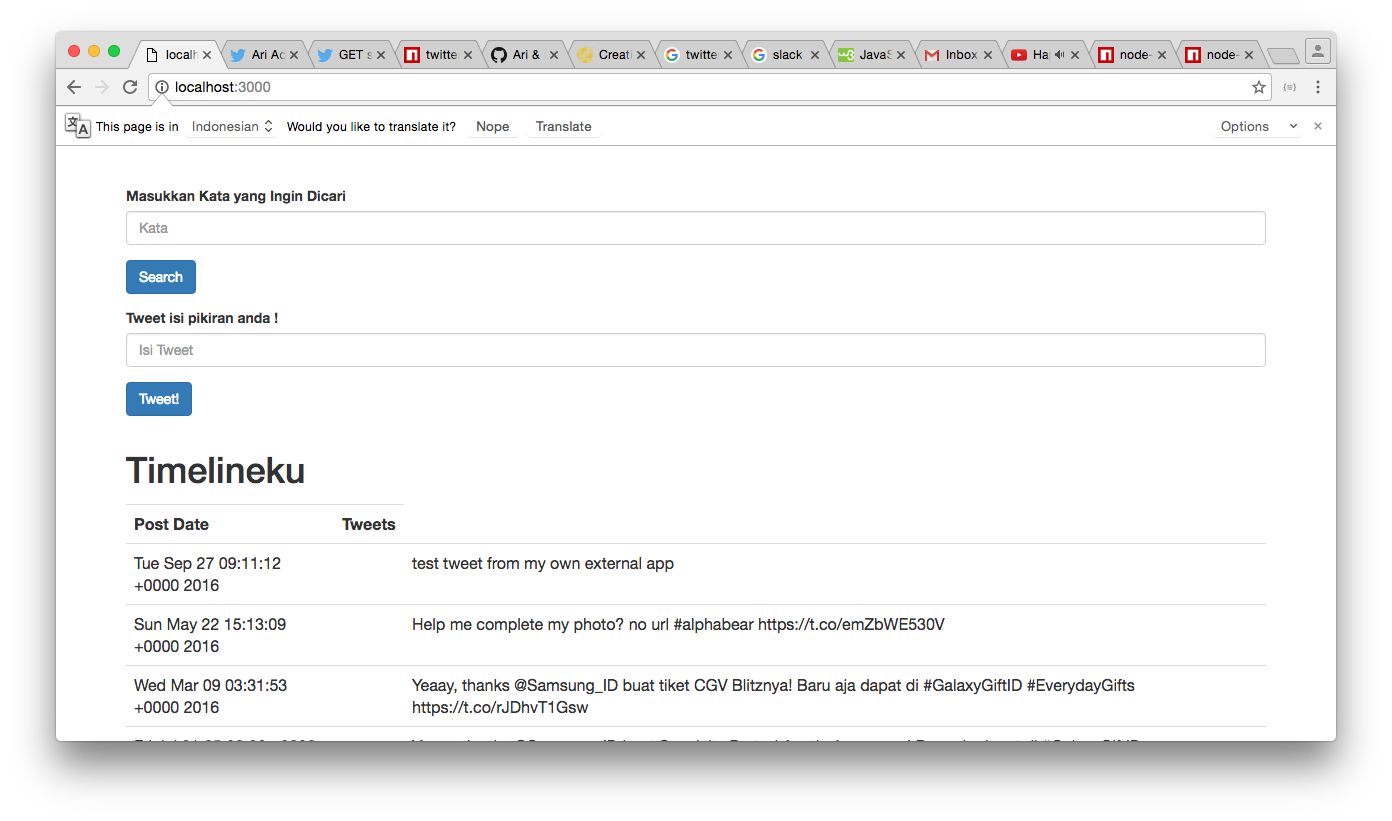 localh
Ari Ac
GET s
twitte
Ari &
Creati
twitte
slack
JavaS
Inbox
Ha
node-
node-
localhost:3000
This page is in Indonesian Would you like to translate it? Nope Translate Options
Masukkan Kata yang Ingin Dicari
Kata
Search
Tweet isi pikiran anda !
Isi Tweet
Tweet!
Timelineku
Post Date Tweets
Tue Sep 27 09:11:12 test tweet from my own external app
+0000 2016
Sun May 22 15:13:09 Help me complete my photo? no url #alphabear https://t.co/emZbWE530V
+0000 2016
Wed Mar 09 03:31:53 Yeaay, thanks @Samsung_ID buat tiket CGV Blitznya! Baru aja dapat di #GalaxyGiftID #EverydayGifts
+0000 2016 https://t.co/rJDhvT1Gsw